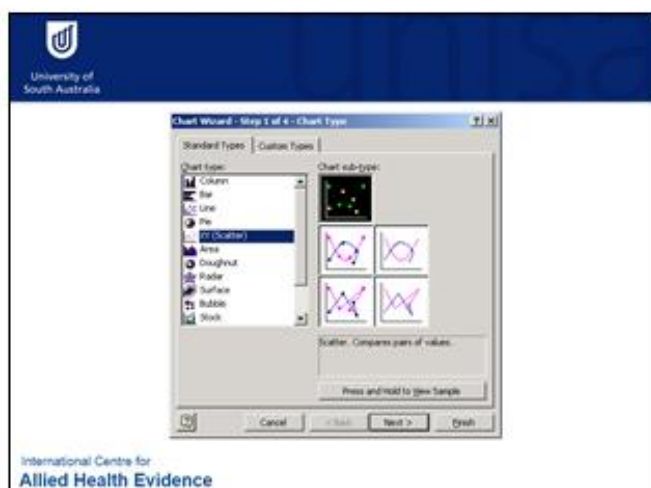 University of
South Australia
Chart Wizard - Step 1 of 4 - Chart Type
Standard Types
Custom Types
Chart type:
Column
Bar
Line
Pie
XY (Scatter)
Area
Doughnut
Radar
Surface
Bubble
Stock
Chart sub-type:
Scatter. Compares pairs of values.
Press and Hold to View Sample
Cancel
< Back
Next >
Finish
International Centre for
Allied Health Evidence